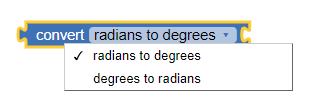 convert radians to degrees
✓ radians to degrees
degrees to radians